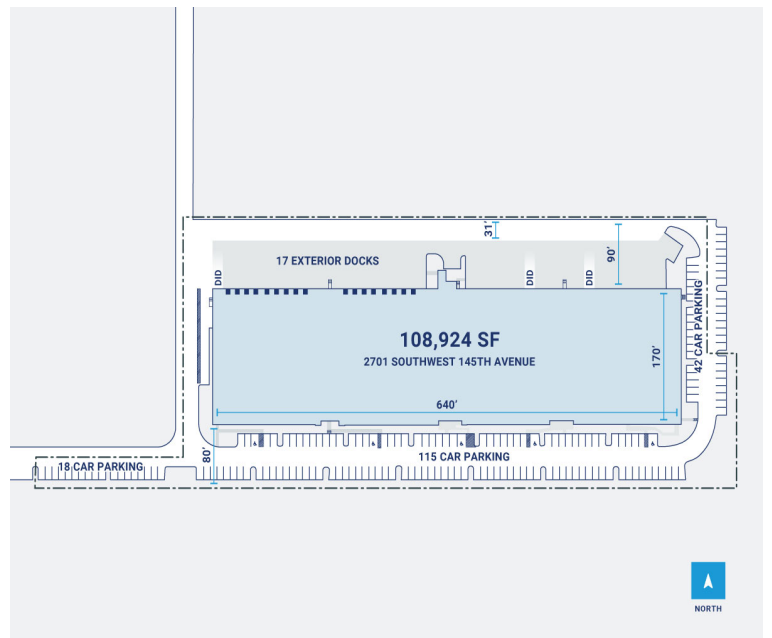 31'
90'
17 EXTERIOR DOCKS
DID
DID
DID
42 CAR PARKING
108,924 SF
2701 SOUTHWEST 145TH AVENUE
170'
640'
80'
115 CAR PARKING
18 CAR PARKING
NORTH